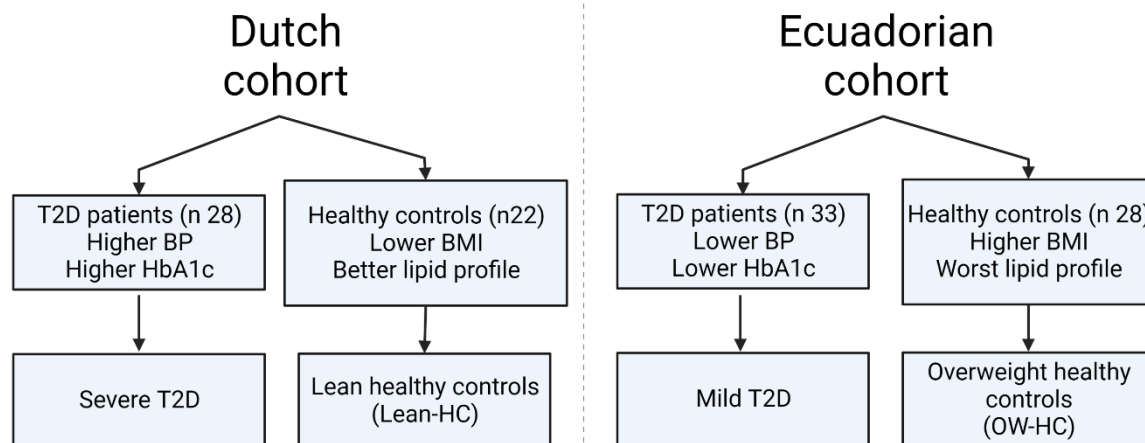 Dutch
cohort
T2D patients (n 28)
Higher BP
Higher HbA1c
Healthy controls (n22)
Lower BMI
Better lipid profile
Severe T2D
Lean healthy controls
(Lean-HC)
Ecuadorian
cohort
T2D patients (n 33)
Lower BP
Lower HbA1c
Healthy controls (n 28)
Higher BMI
Worst lipid profile
Mild T2D
Overweight healthy
controls
(OW-HC)